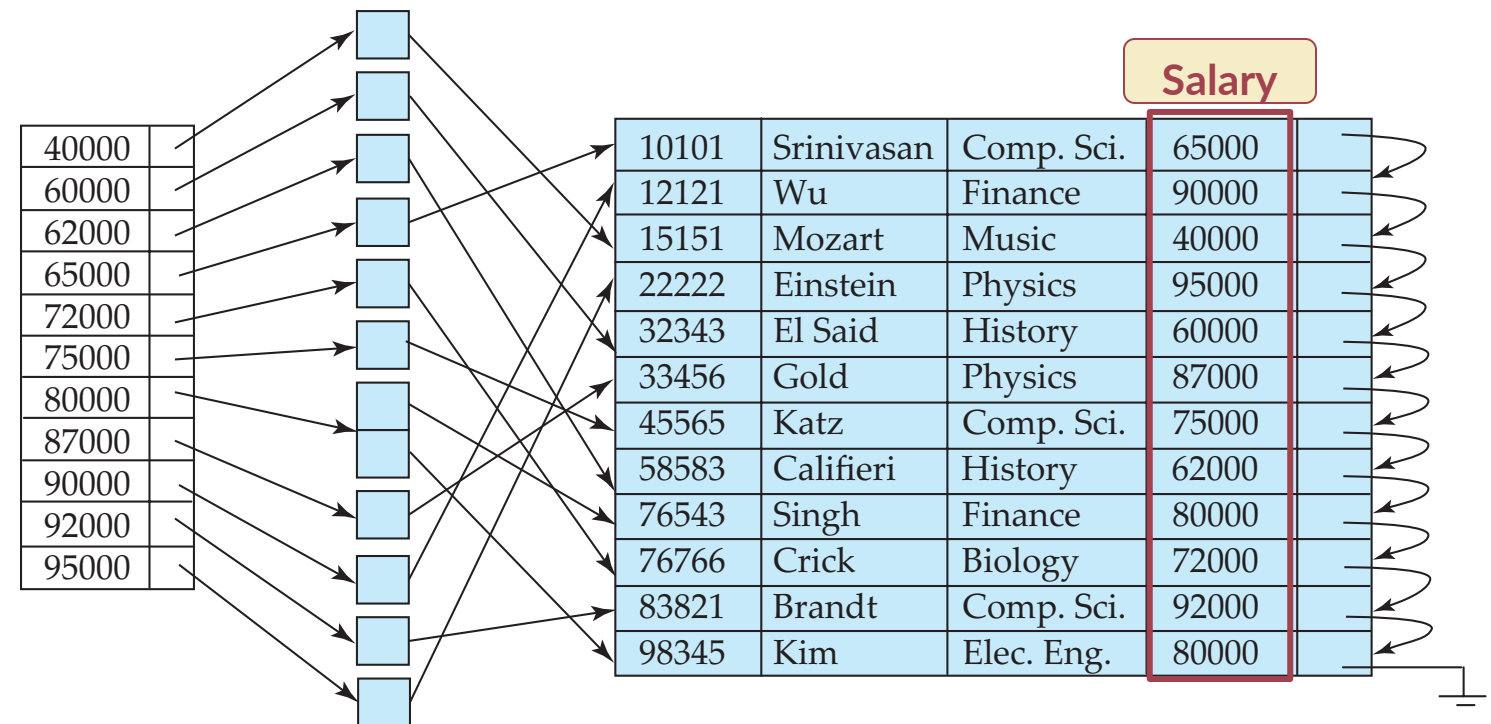 Salary
40000
60000
62000
65000
72000
75000
80000
87000
90000
92000
95000
10101 Srinivasan Comp. Sci. 65000
12121 Wu Finance 90000
15151 Mozart Music 40000
22222 Einstein Physics 95000
32343 El Said History 60000
33456 Gold Physics 87000
45565 Katz Comp. Sci. 75000
58583 Califieri History 62000
76543 Singh Finance 80000
76766 Crick Biology 72000
83821 Brandt Comp. Sci. 92000
98345 Kim Elec. Eng. 80000